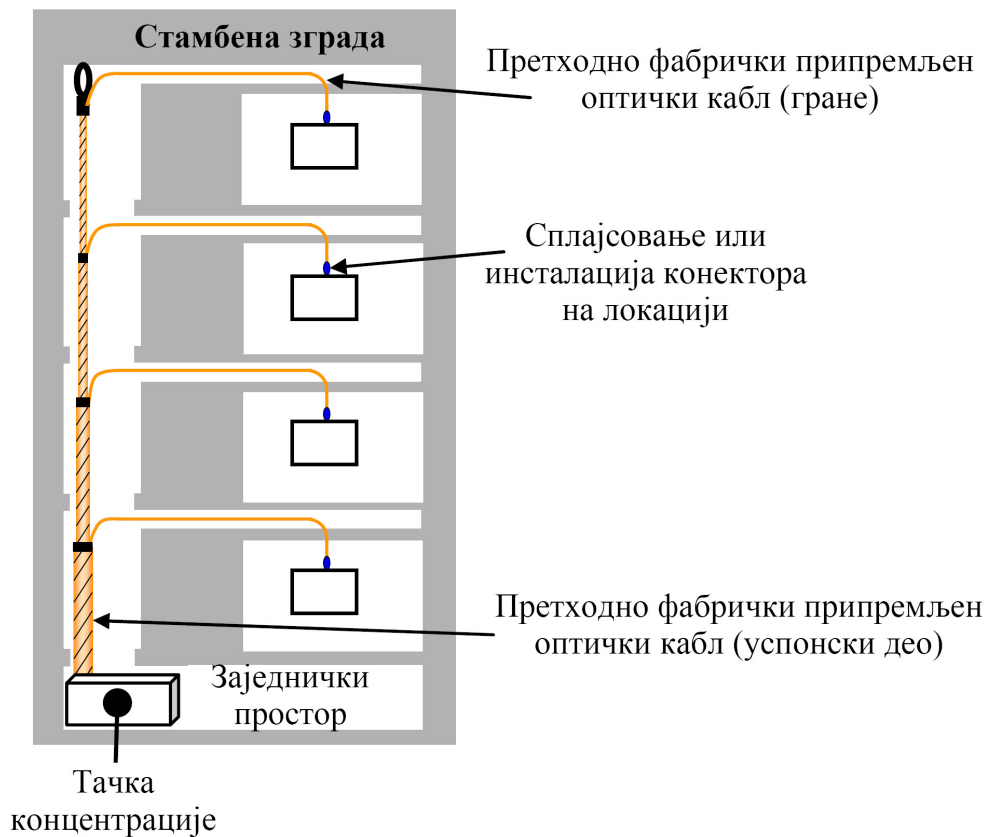 Стамбена зграда
Претходно фабрички припремљен
оптички кабл (гране)
Сплајсовање или
инсталација конектора
на локацији
Претходно фабрички припремљен
оптички кабл (успонски део)
Заједнички
простор
Тачка
концентрације